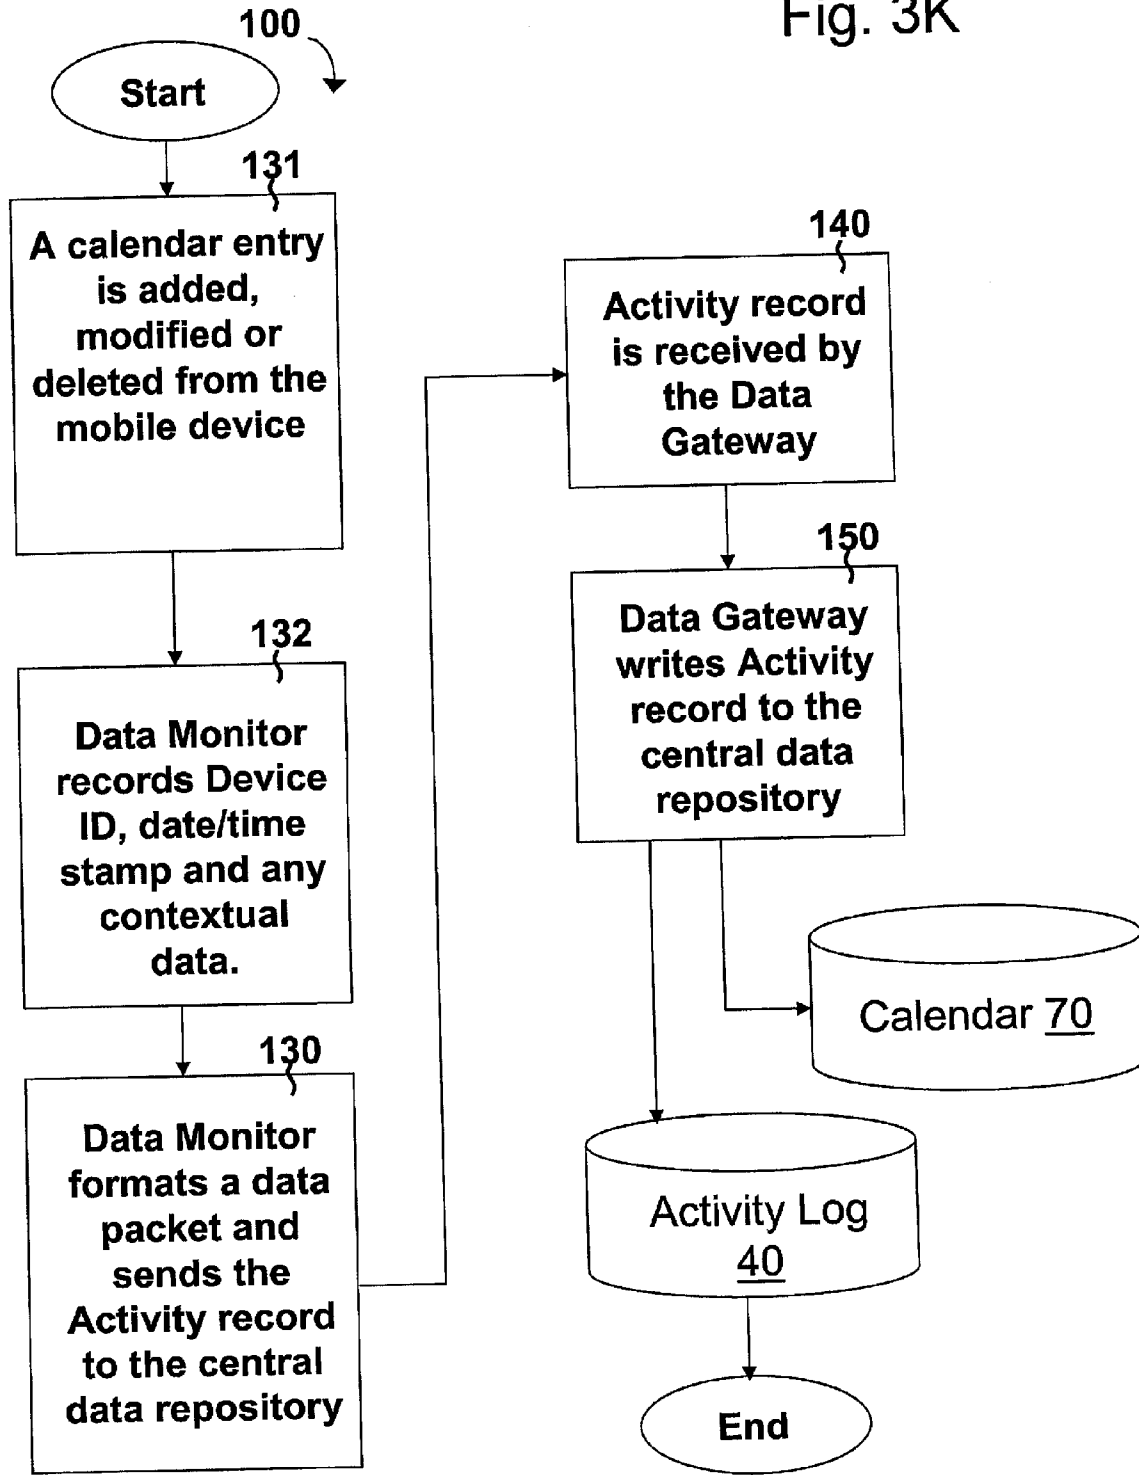 Fig. 3K
100
Start
131
A calendar entry
is added,
modified or
deleted from the
mobile device
132
Data Monitor
records Device
ID, date/time
stamp and any
contextual
data.
130
Data Monitor
formats a data
packet and
sends the
Activity record
to the central
data repository
140
Activity record
is received by
the Data
Gateway
150
Data Gateway
writes Activity
record to the
central data
repository
Calendar 70
Activity Log
40
End